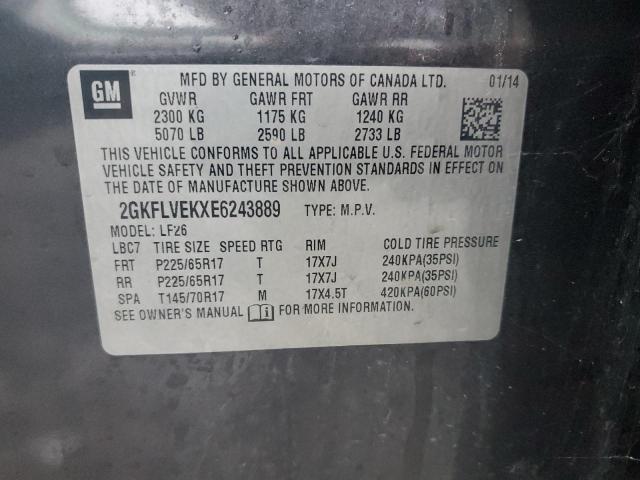 GM ® MFD BY GENERAL MOTORS OF CANADA LTD. 01/14
GVWR GAWR FRT GAWR RR
2300 KG 1175 KG 1240 KG
5070 LB 2590 LB 2733 LB
THIS VEHICLE CONFORMS TO ALL APPLICABLE U.S. FEDERAL MOTOR
VEHICLE SAFETY AND THEFT PREVENTION STANDARDS IN EFFECT ON
THE DATE OF MANUFACTURE SHOWN ABOVE.
2GKFLVEKXE6243889 TYPE: M.P.V.
MODEL: LF26
LBC7 TIRE SIZE SPEED RTG RIM COLD TIRE PRESSURE
FRT P225/65R17 T 17X7J 240KPA(35PSI)
RR P225/65R17 T 17X7J 240KPA(35PSI)
SPA T145/70R17 M 17X4.5T 420KPA(60PSI)
SEE OWNER'S MANUAL FOR MORE INFORMATION.